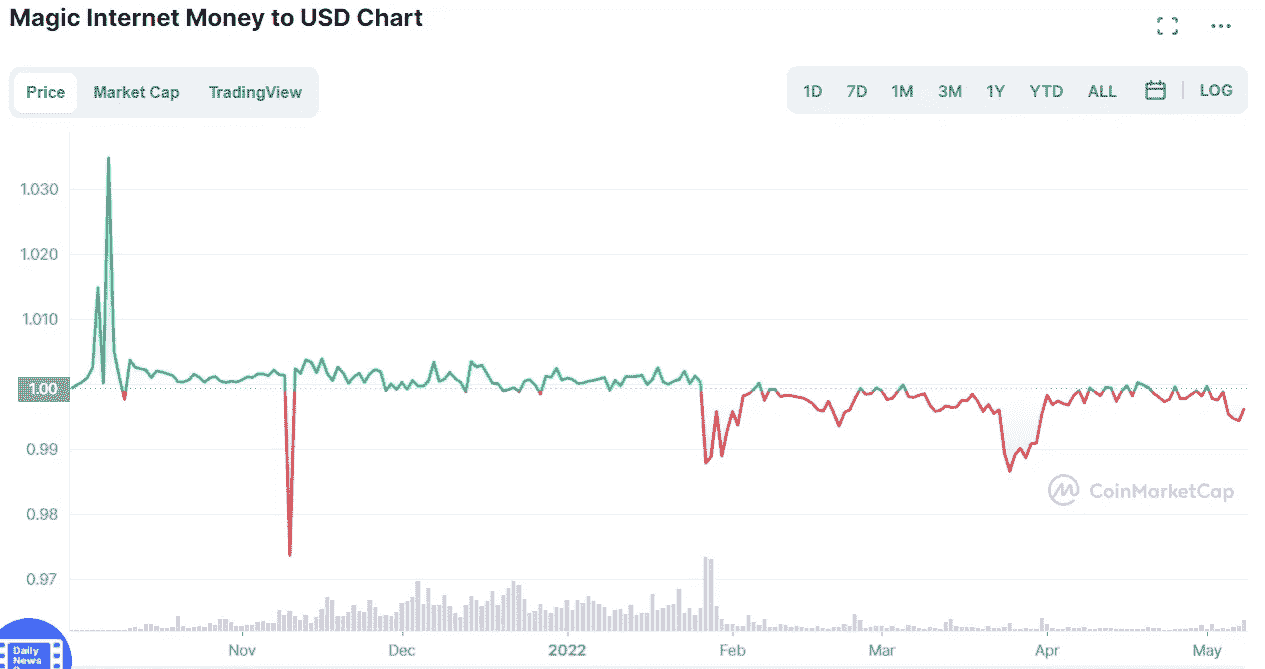 Magic Internet Money to USD Chart
Price Market Cap TradingView
1D 7D 1M 3M 1Y YTD ALL LOG
1.030
1.020
1.010
1.00
0.99
0.98
0.97
CoinMarketCap
Nov Dec 2022 Feb Mar Apr May
Daily
News